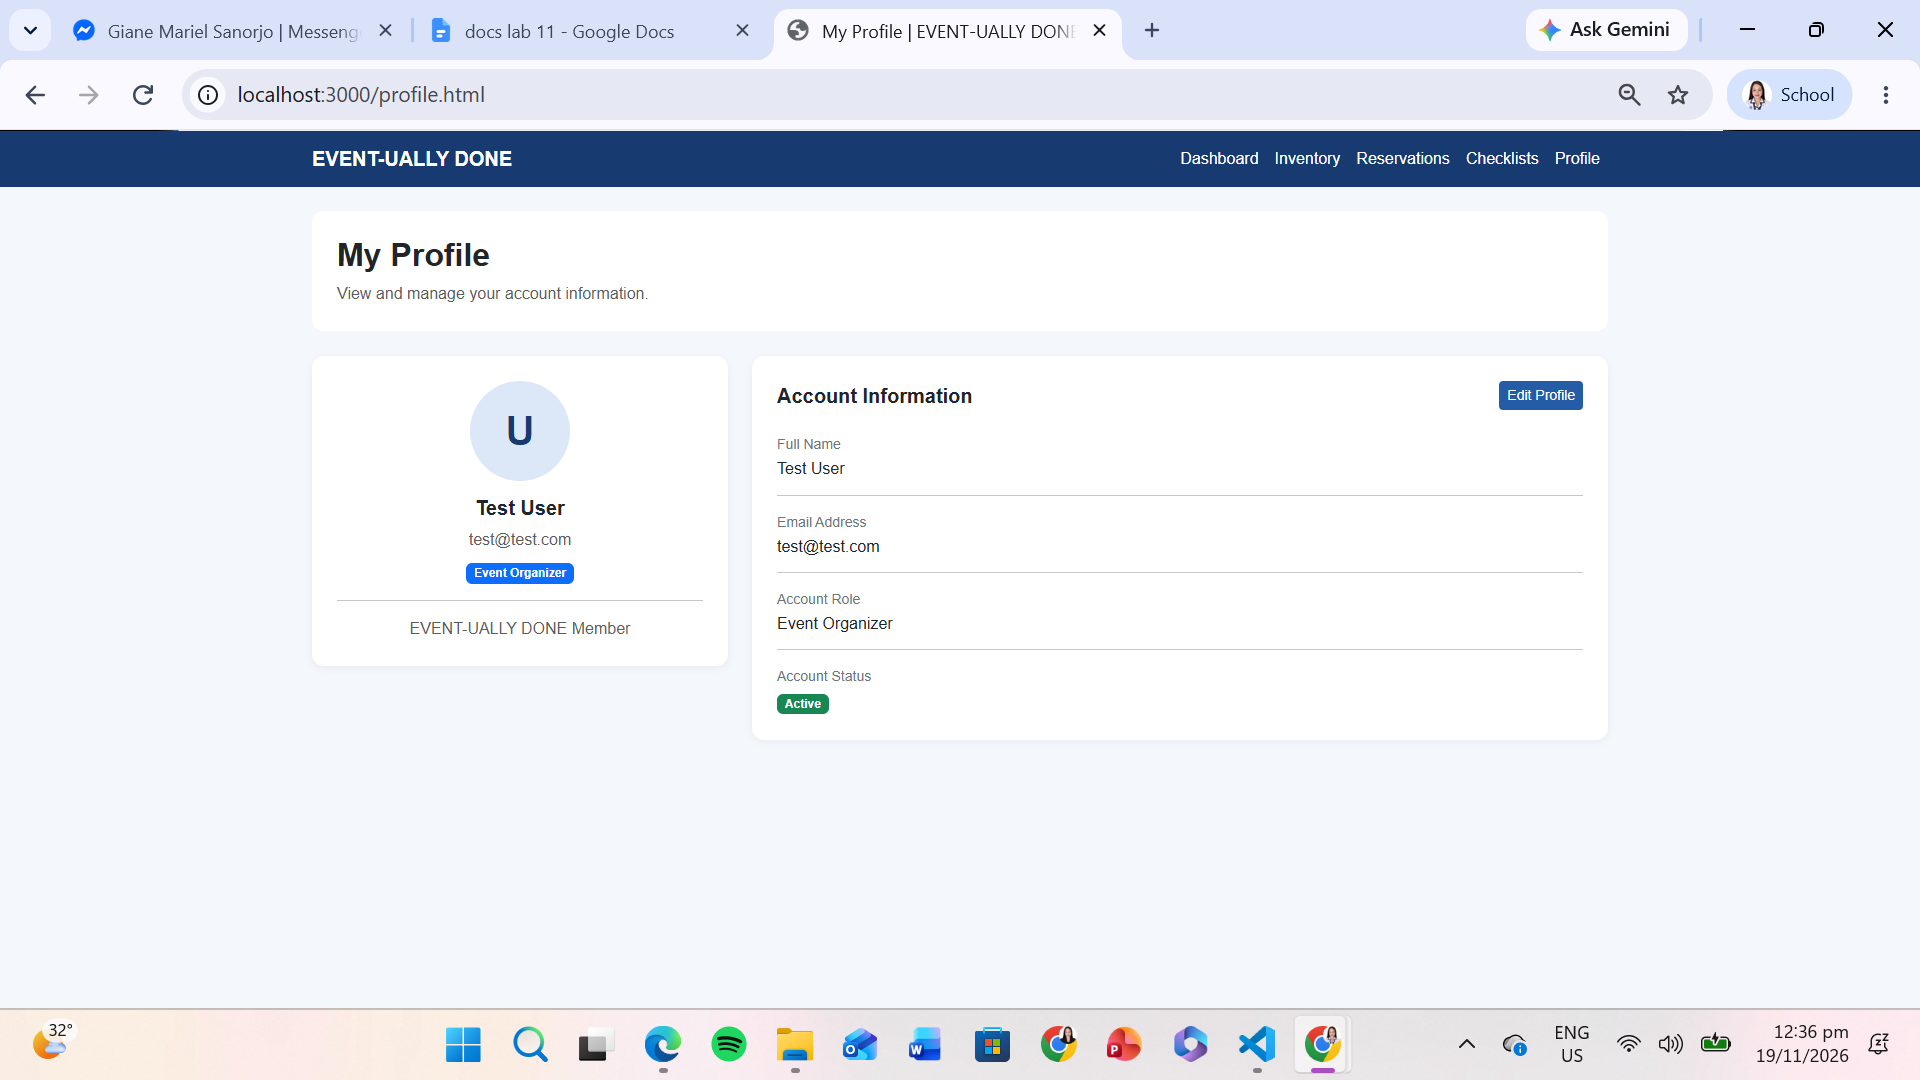 Giane Mariel Sanorjo | Messeng
docs lab 11 - Google Docs
My Profile | EVENT-UALLY DONE
Ask Gemini
localhost:3000/profile.html
School
EVENT-UALLY DONE
Dashboard Inventory Reservations Checklists Profile
My Profile
View and manage your account information.
U
Test User
test@test.com
Event Organizer
EVENT-UALLY DONE Member
Account Information
Edit Profile
Full Name
Test User
Email Address
test@test.com
Account Role
Event Organizer
Account Status
Active
32°
ENG
US
12:36 pm
19/11/2026